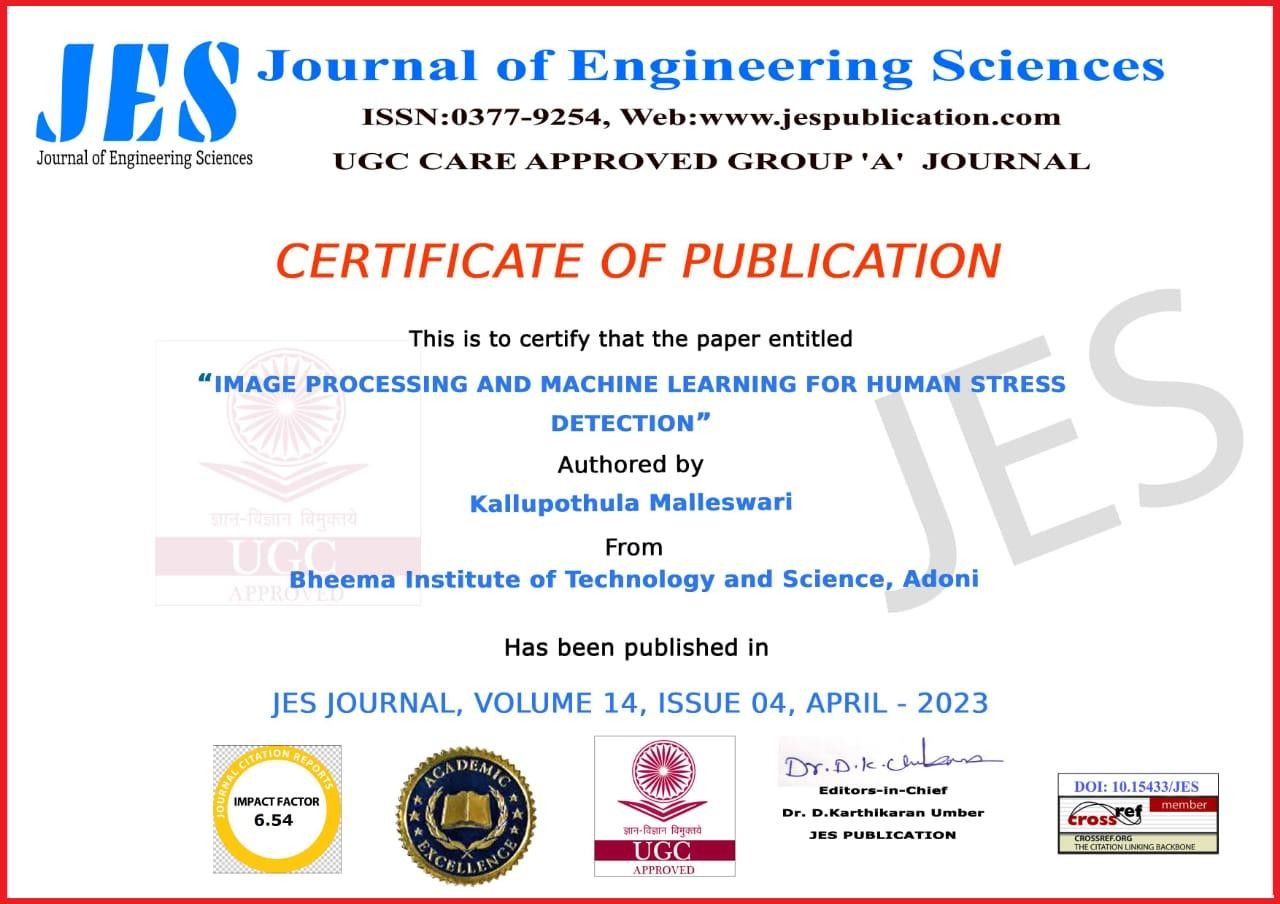 JES
Journal of Engineering Sciences
Journal of Engineering Sciences
ISSN:0377-9254, Web:www.jespublication.com
UGC CARE APPROVED GROUP 'A' JOURNAL
CERTIFICATE OF PUBLICATION
This is to certify that the paper entitled
“IMAGE PROCESSING AND MACHINE LEARNING FOR HUMAN STRESS
DETECTION”
Authored by
Kallupothula Malleswari
From
Bheema Institute of Technology and Science, Adoni
Has been published in
JES JOURNAL, VOLUME 14, ISSUE 04, APRIL - 2023
ज्ञान-विज्ञान विमुक्तये
UGC
APPROVED
JES
JOURNAL CITATION REPORTS
IMPACT FACTOR
6.54
ACADEMIC
EXCELLENCE
ज्ञान-विज्ञान विमुक्तये
UGC
APPROVED
Dr.D.K.
Editors-in-Chief
Dr. D.Karthikaran Umber
JES PUBLICATION
DOI: 10.15433/JES
crossref member
CROSSREF.ORG
THE CITATION LINKING BACKBONE